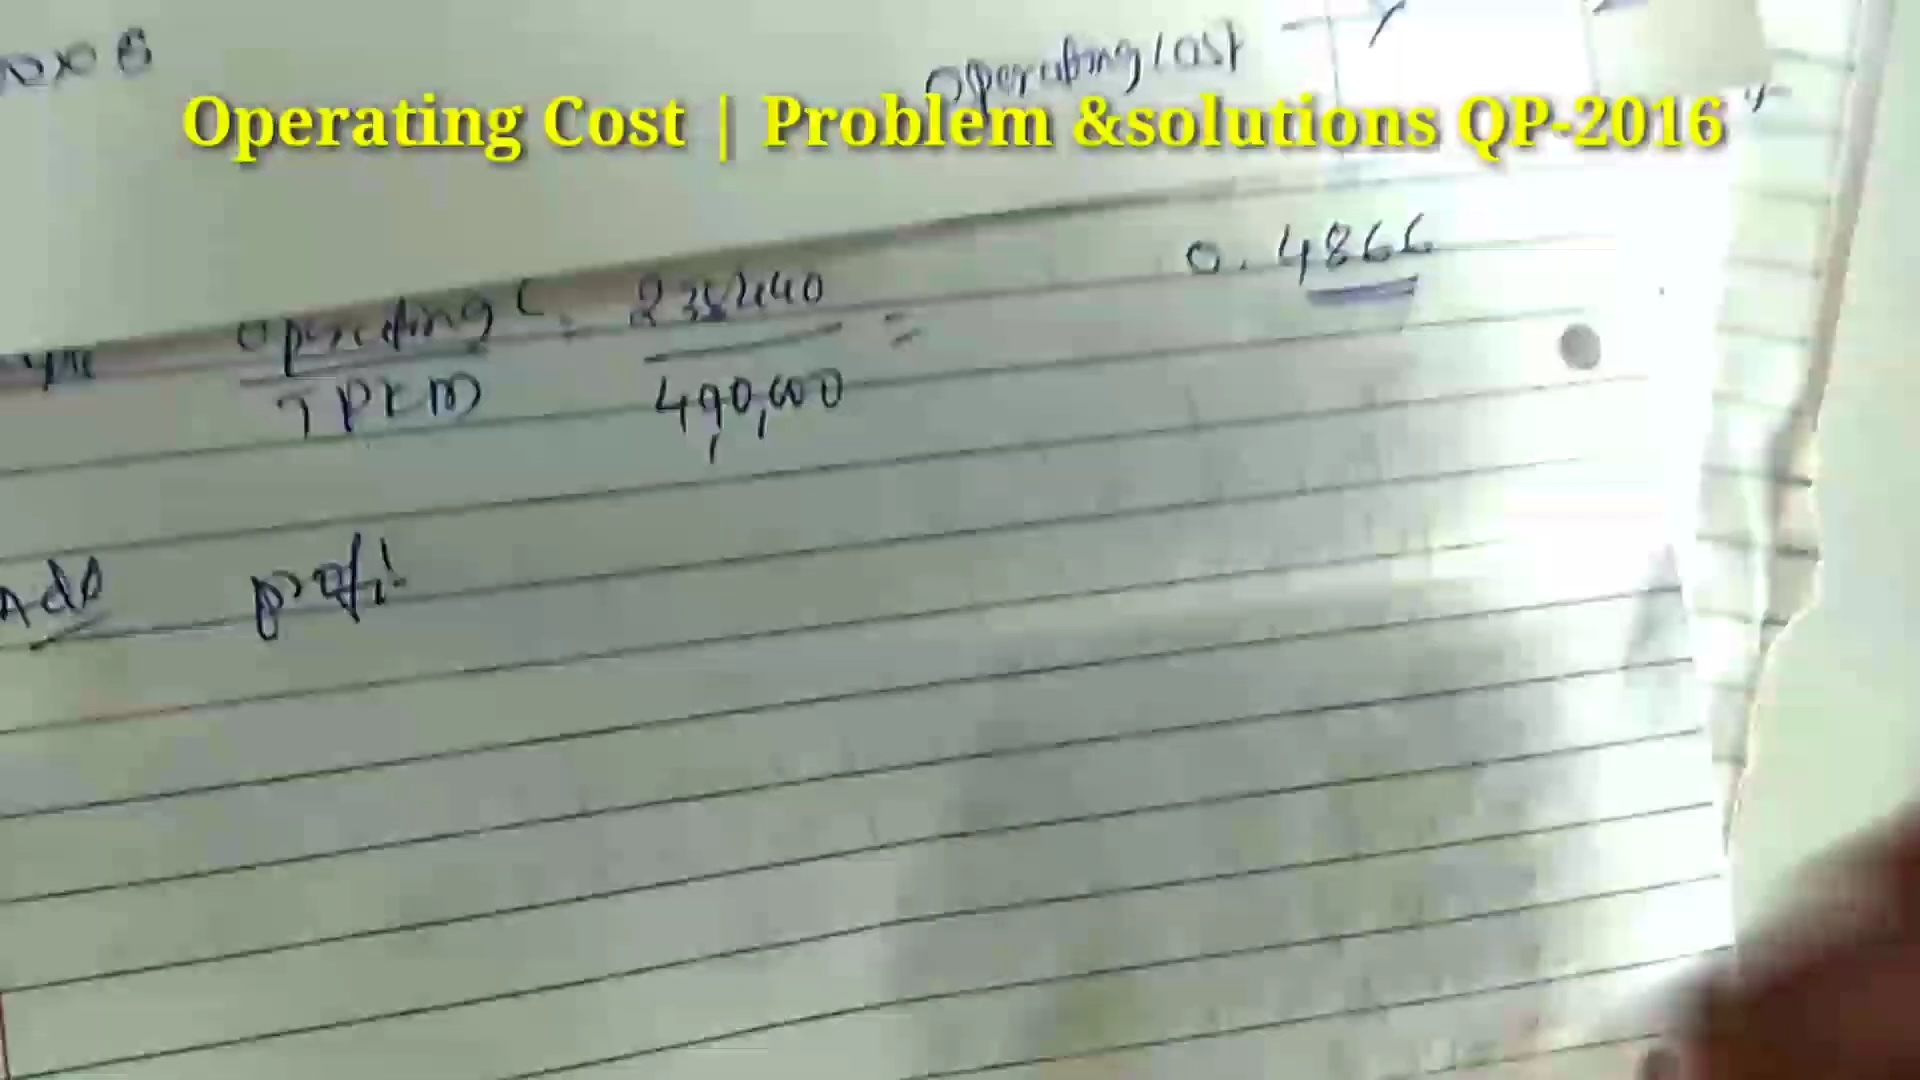 operating cost
Operating Cost | Problem &solutions QP-2016
0.4866
operating C = 238440 =
TPKM 490,000
Add profit